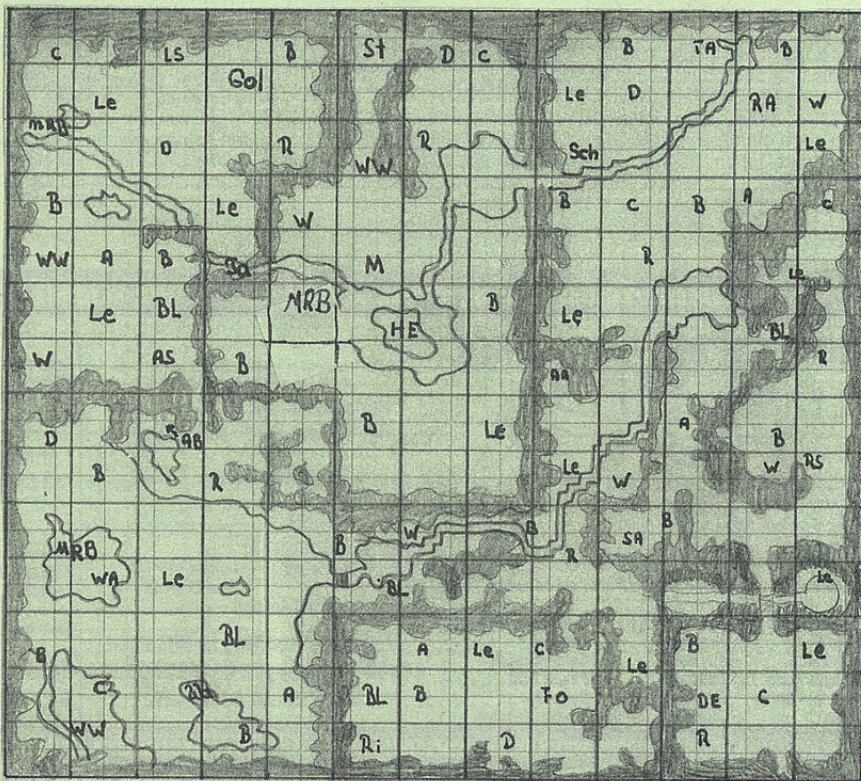 C LS B St D C B TA B
Gol
Le Le D RA W
MRB
D R WW R Sch Le
B Le W B C B A C
WW A B Sa M R Le
Le BL MRB HE B Le BL
W AS B AA R
D AB B Le A B
B R Le W W RS
B W B R SA B
MRB WA Le BL Le
BL A Le C B Le
B Le
C A BL B FO DE C
WW B Ri D R